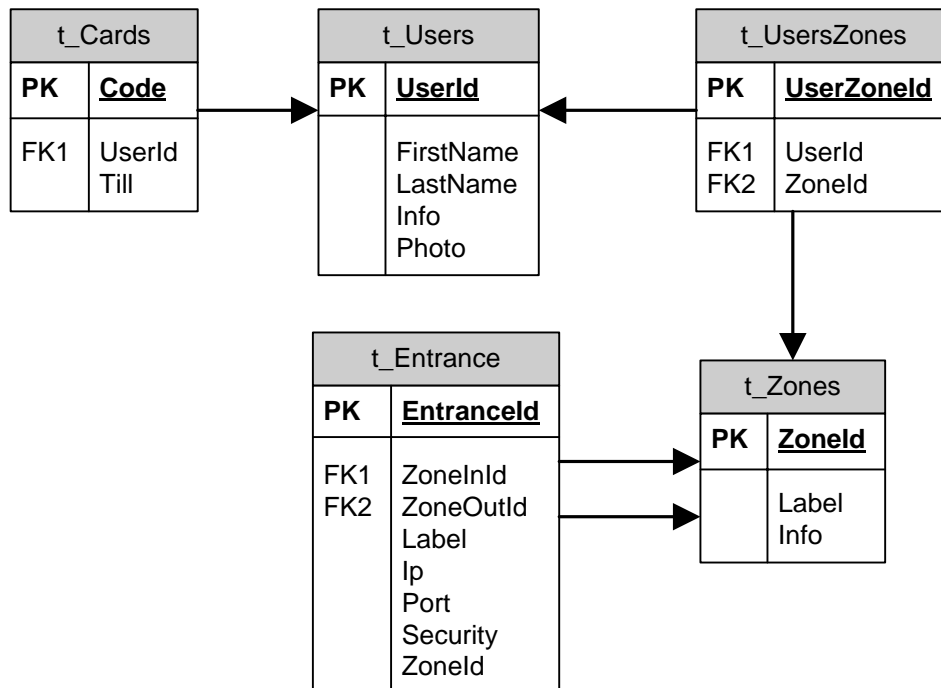 t_Cards
PK Code
FK1 UserId
Till
t_Users
PK UserId
FirstName
LastName
Info
Photo
t_UsersZones
PK UserZoneId
FK1 UserId
FK2 ZoneId
t_Entrance
PK EntranceId
FK1 ZoneInId
FK2 ZoneOutId
Label
Ip
Port
Security
ZoneId
t_Zones
PK ZoneId
Label
Info